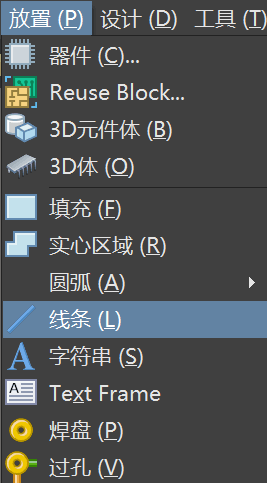 放置 (P) 设计 (D) 工具 (T)
器件 (C)...
Reuse Block...
3D元件体 (B)
3D体 (O)
填充 (F)
实心区域 (R)
圆弧 (A)
线条 (L)
字符串 (S)
Text Frame
焊盘 (P)
过孔 (V)